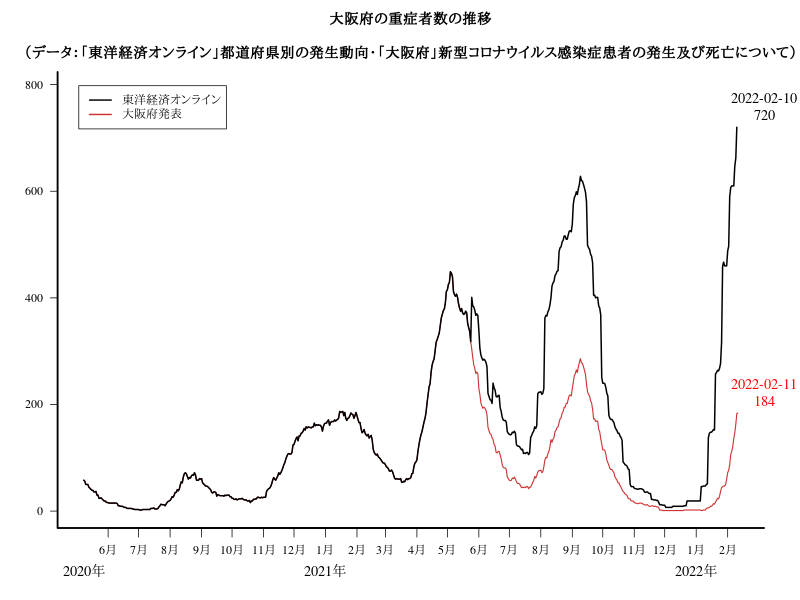 大阪府の重症者数の推移
（データ：「東洋経済オンライン」都道府県別の発生動向・「大阪府」新型コロナウイルス感染症患者の発生及び死亡について）
800
600
400
200
0
東洋経済オンライン
大阪府発表
2022-02-10
720
2022-02-11
184
6月 7月 8月 9月 10月 11月 12月 1月 2月 3月 4月 5月 6月 7月 8月 9月 10月 11月 12月 1月 2月
2020年 2021年 2022年